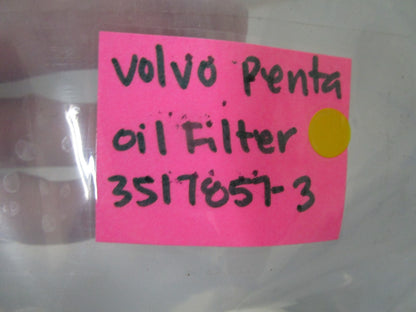 volvo penta
oil Filter
3517857-3